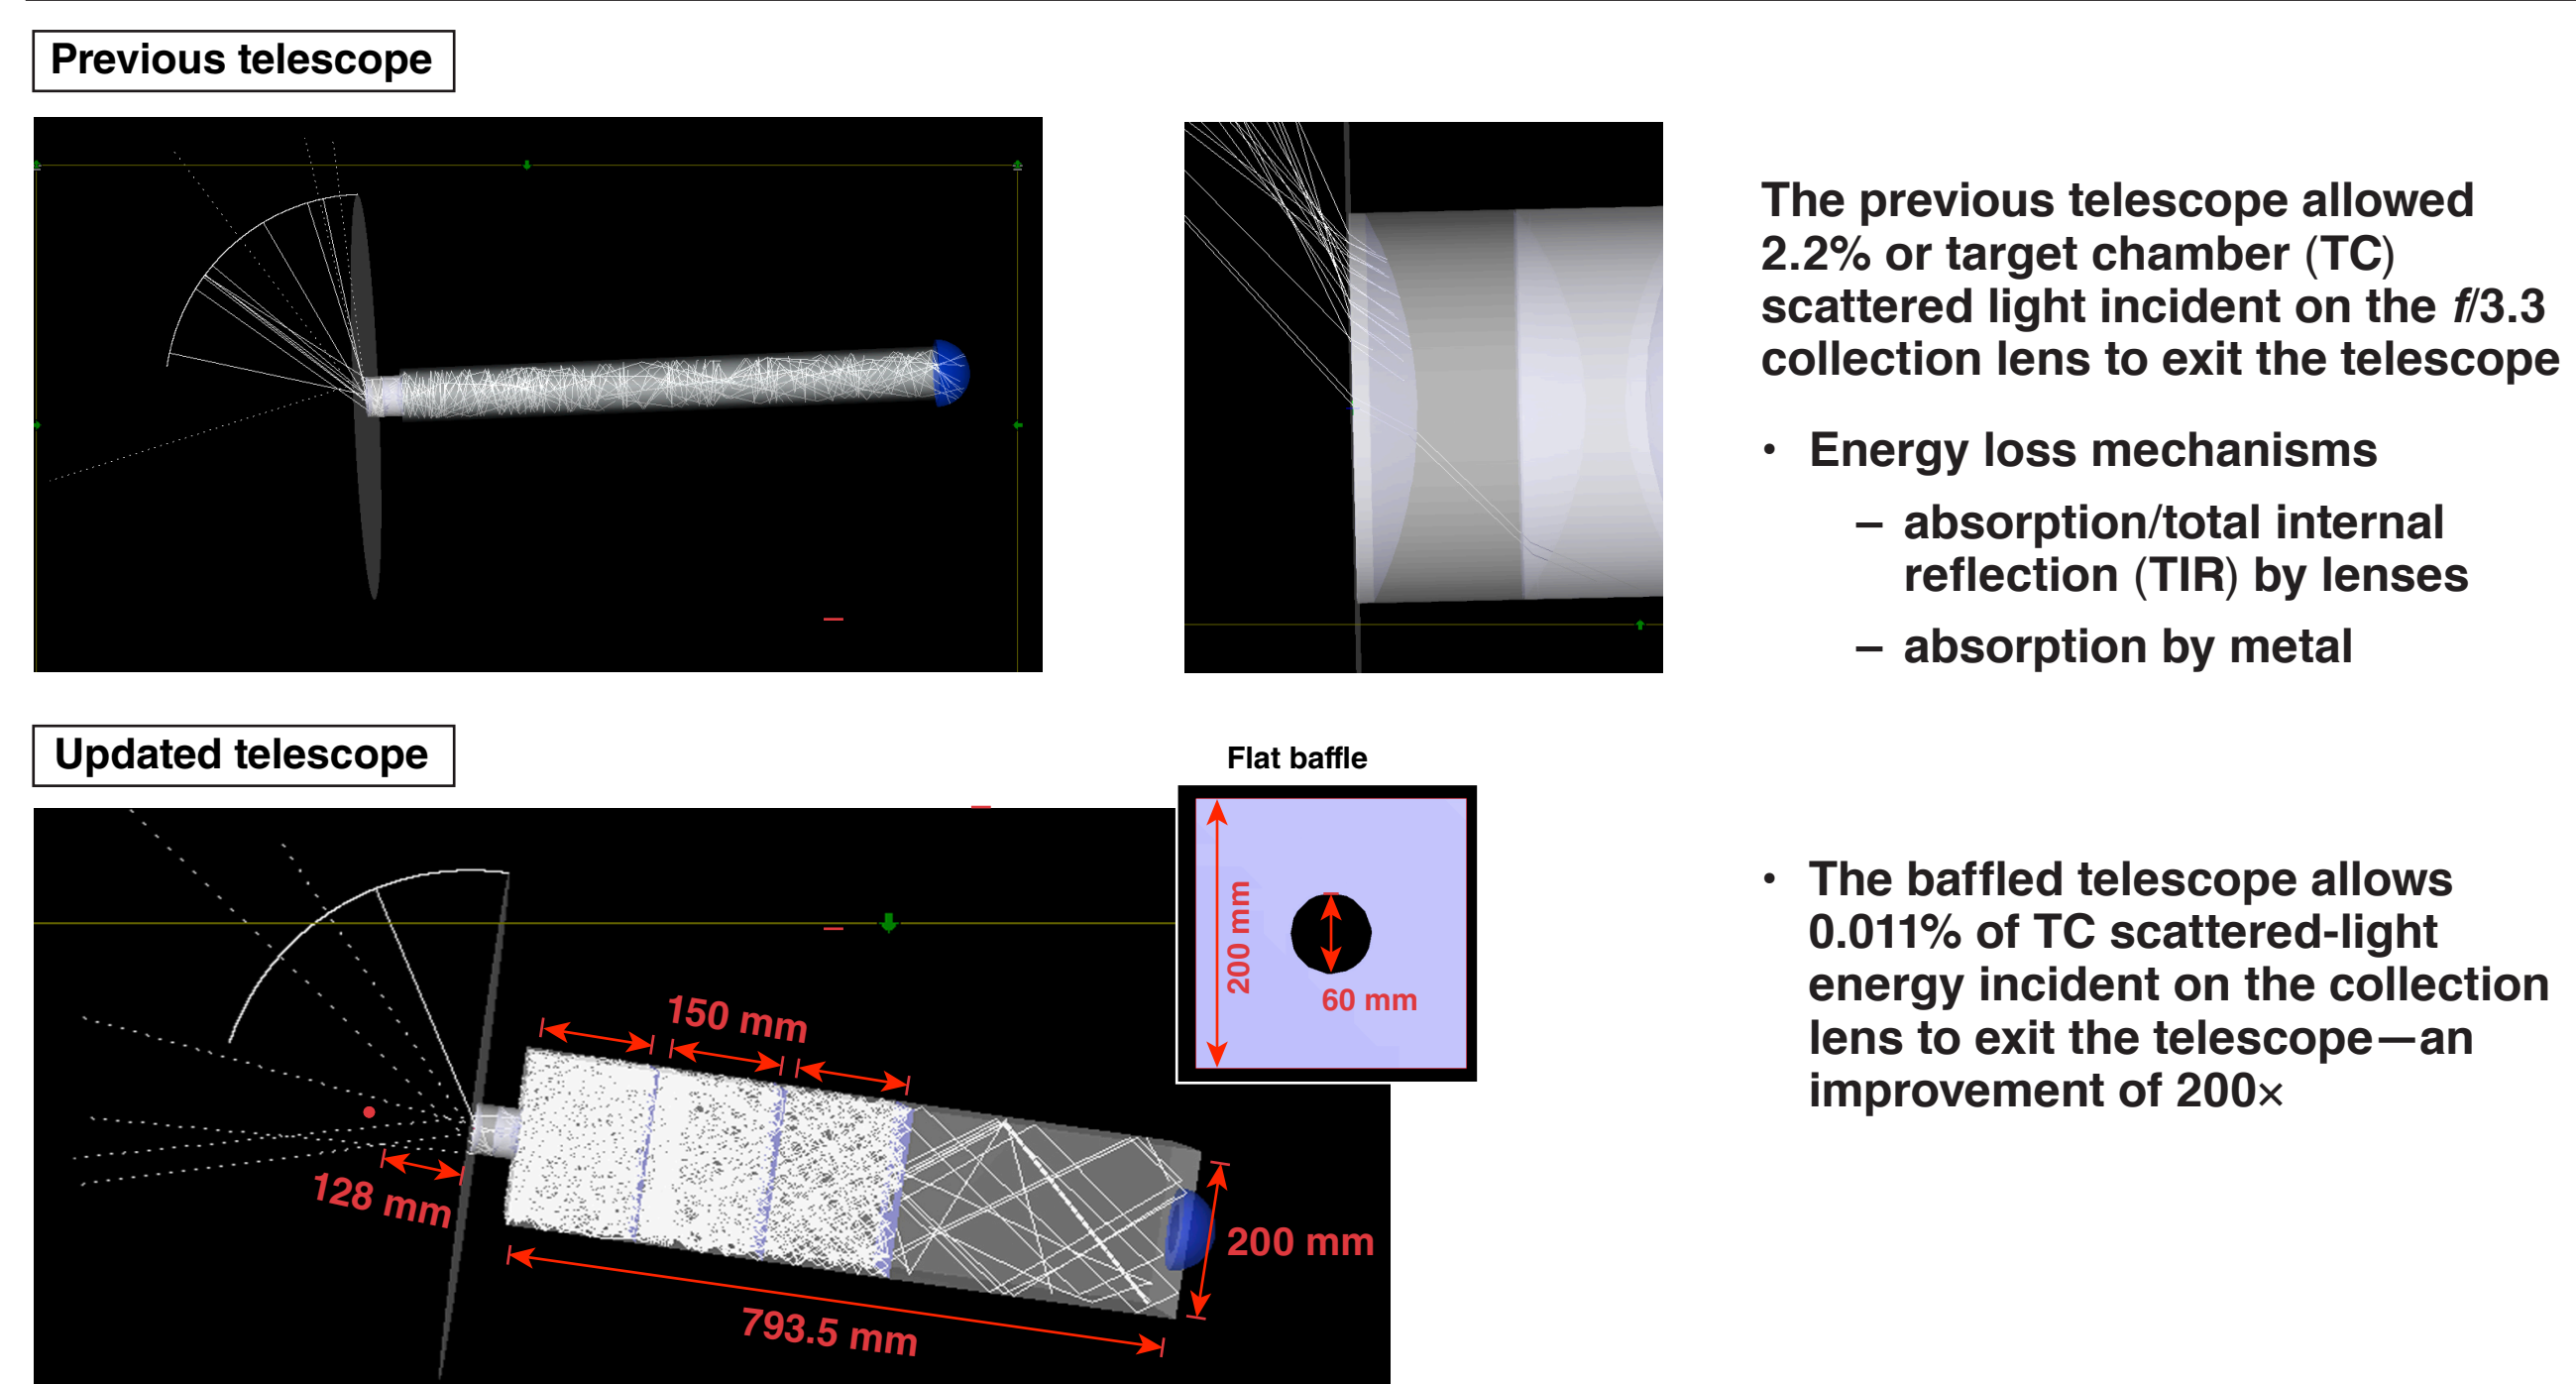 Previous telescope
The previous telescope allowed
2.2% or target chamber (TC)
scattered light incident on the f/3.3
collection lens to exit the telescope
• Energy loss mechanisms
– absorption/total internal
reflection (TIR) by lenses
– absorption by metal
Updated telescope
Flat baffle
200 mm
60 mm
150 mm
128 mm
200 mm
793.5 mm
• The baffled telescope allows
0.011% of TC scattered-light
energy incident on the collection
lens to exit the telescope—an
improvement of 200×